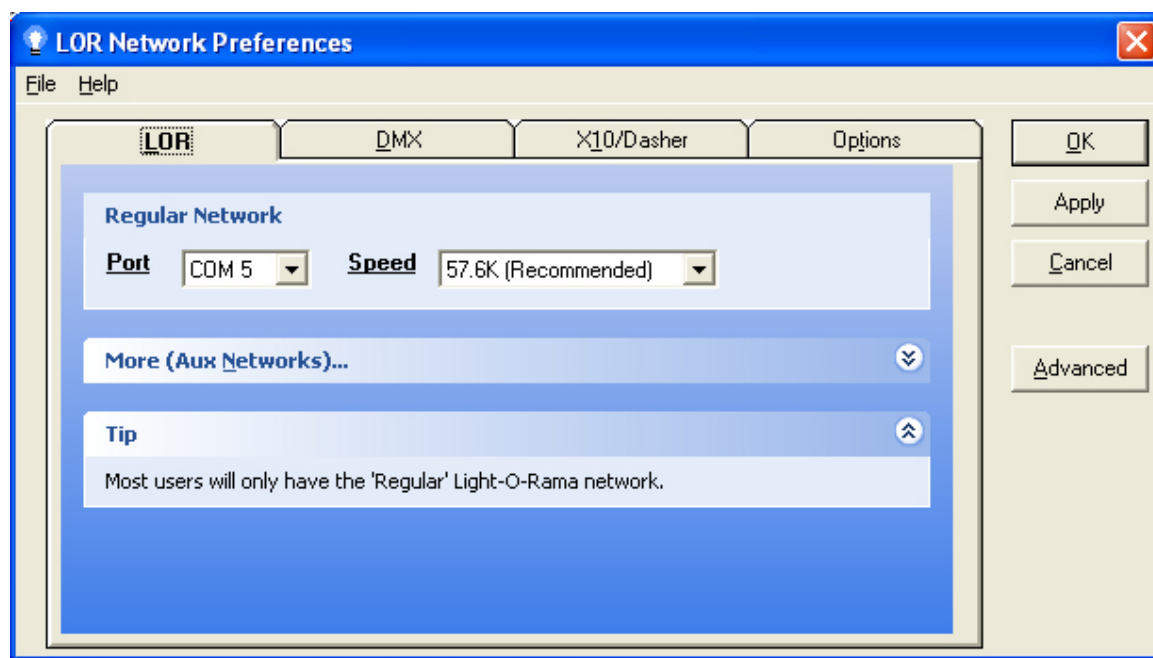 LOR Network Preferences
File Help
LOR DMX X10/Dasher Options
OK
Apply
Cancel
Advanced
Regular Network
Port COM 5 Speed 57.6K (Recommended)
More (Aux Networks)...
Tip
Most users will only have the 'Regular' Light-O-Rama network.